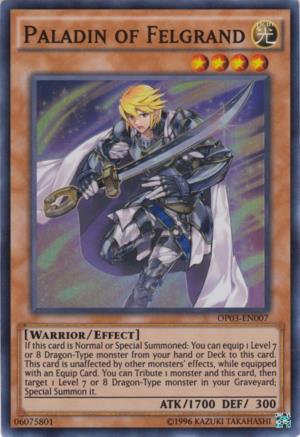 PALADIN OF FELGRAND
光
OP03-EN007
[WARRIOR/EFFECT]
If this card is Normal or Special Summoned: You can equip 1 Level 7
or 8 Dragon-Type monster from your hand or Deck to this card.
This card is unaffected by other monsters' effects, while equipped
with an Equip Card. You can Tribute 1 monster and this card, then
target 1 Level 7 or 8 Dragon-Type monster in your Graveyard;
Special Summon it.
ATK/1700 DEF/ 300
06075801
©1996 KAZUKI TAKAHASHI